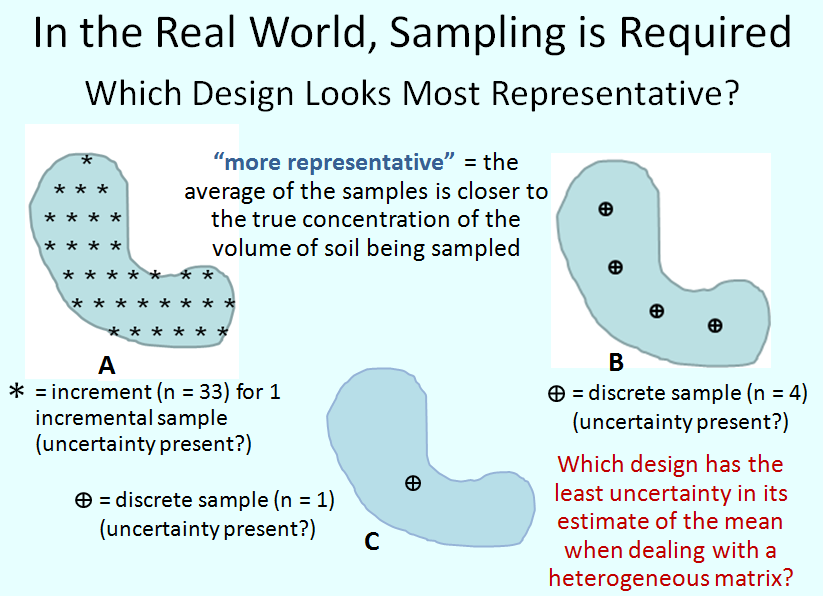 In the Real World, Sampling is Required
Which Design Looks Most Representative?
“more representative” = the
average of the samples is closer to
the true concentration of the
volume of soil being sampled
A
* = increment (n = 33) for 1
incremental sample
(uncertainty present?)
B
⊕ = discrete sample (n = 4)
(uncertainty present?)
⊕ = discrete sample (n = 1)
(uncertainty present?)
C
Which design has the
least uncertainty in its
estimate of the mean
when dealing with a
heterogeneous matrix?